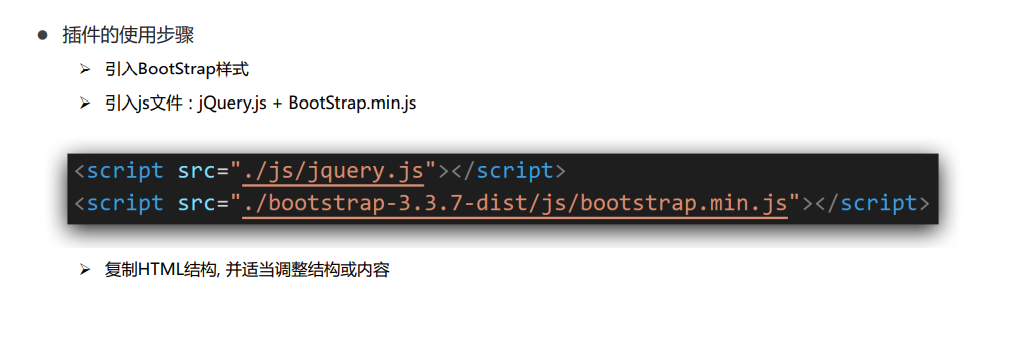 ● 插件的使用步骤
➢ 引入BootStrap样式
➢ 引入js文件：jQuery.js + BootStrap.min.js
<script src="./js/jquery.js"></script>
<script src="./bootstrap-3.3.7-dist/js/bootstrap.min.js"></script>
➢ 复制HTML结构, 并适当调整结构或内容